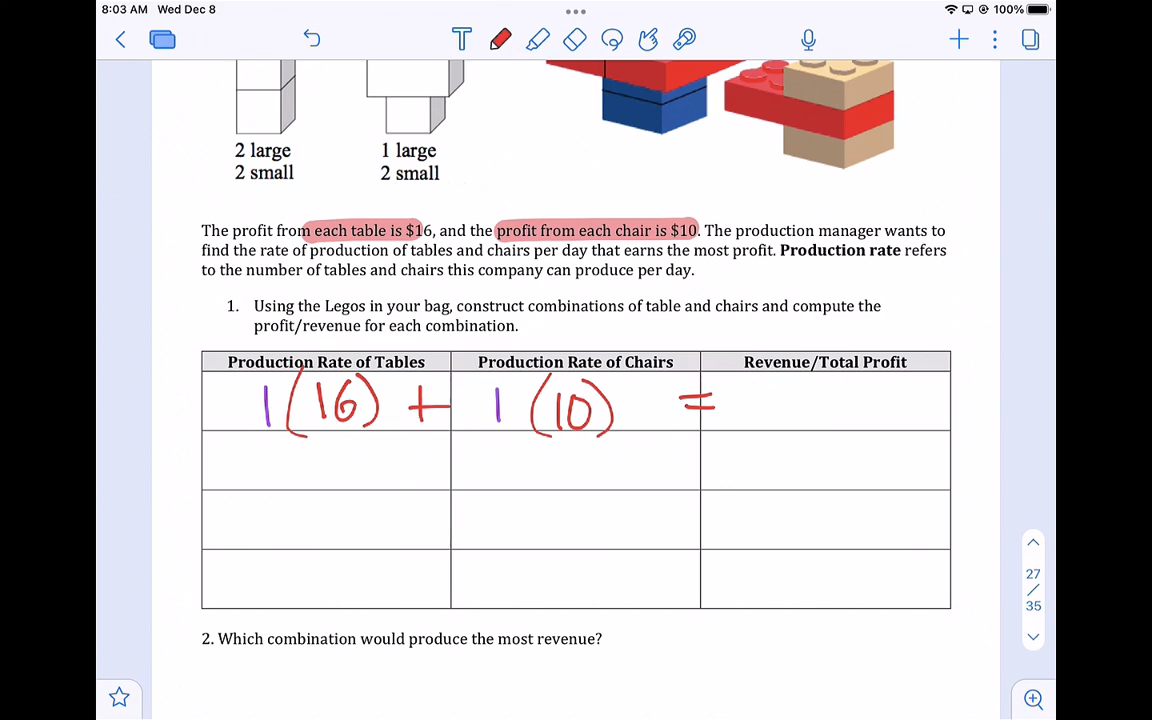 8:03 AM Wed Dec 8
100%
2 large
2 small
1 large
2 small
The profit from each table is $16, and the profit from each chair is $10. The production manager wants to
find the rate of production of tables and chairs per day that earns the most profit. Production rate refers
to the number of tables and chairs this company can produce per day.
1. Using the Legos in your bag, construct combinations of table and chairs and compute the
profit/revenue for each combination.
Production Rate of Tables Production Rate of Chairs Revenue/Total Profit
1 (16) + 1 (10) =
2. Which combination would produce the most revenue?
27
/
35